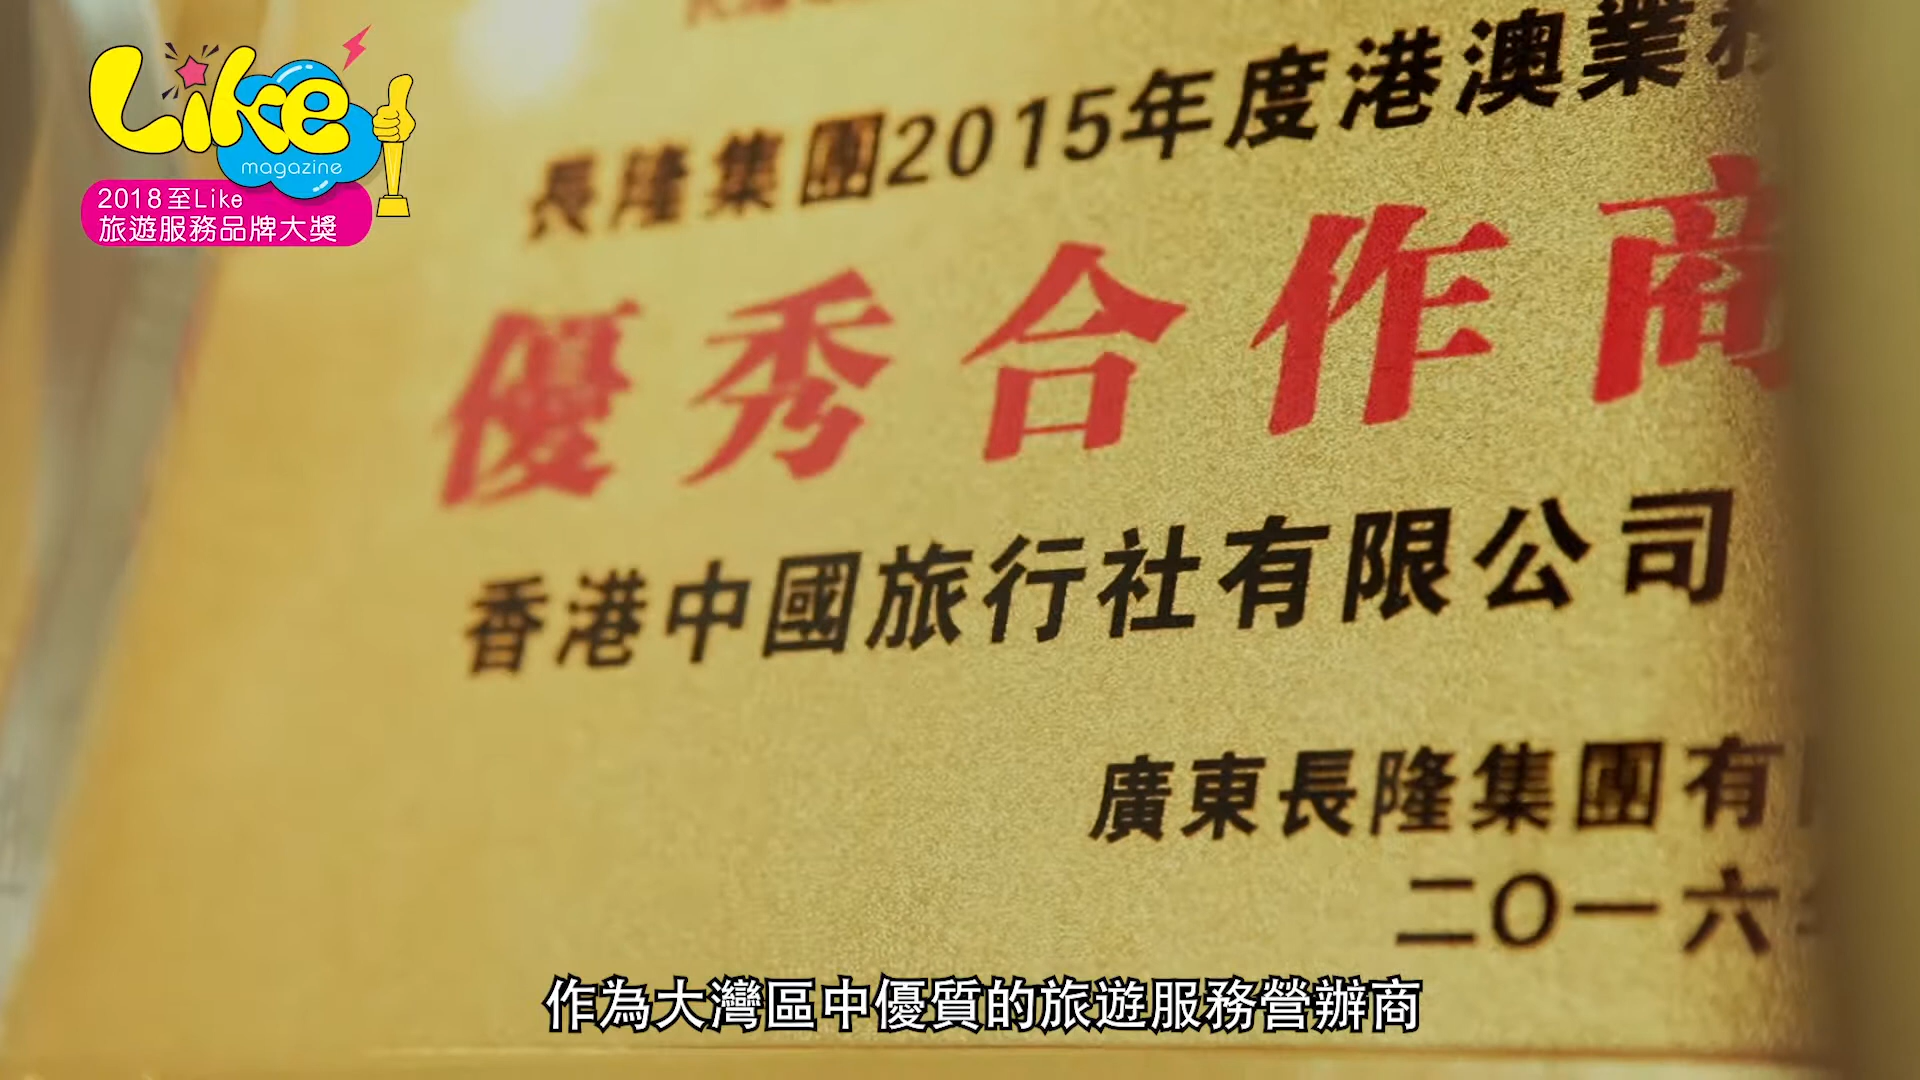 Like
magazine
2018至Like
旅遊服務品牌大獎
長隆集團2015年度港澳業務
優秀合作商
香港中國旅行社有限公司
廣東長隆集團有
二〇一六
作為大灣區中優質的旅遊服務營辦商